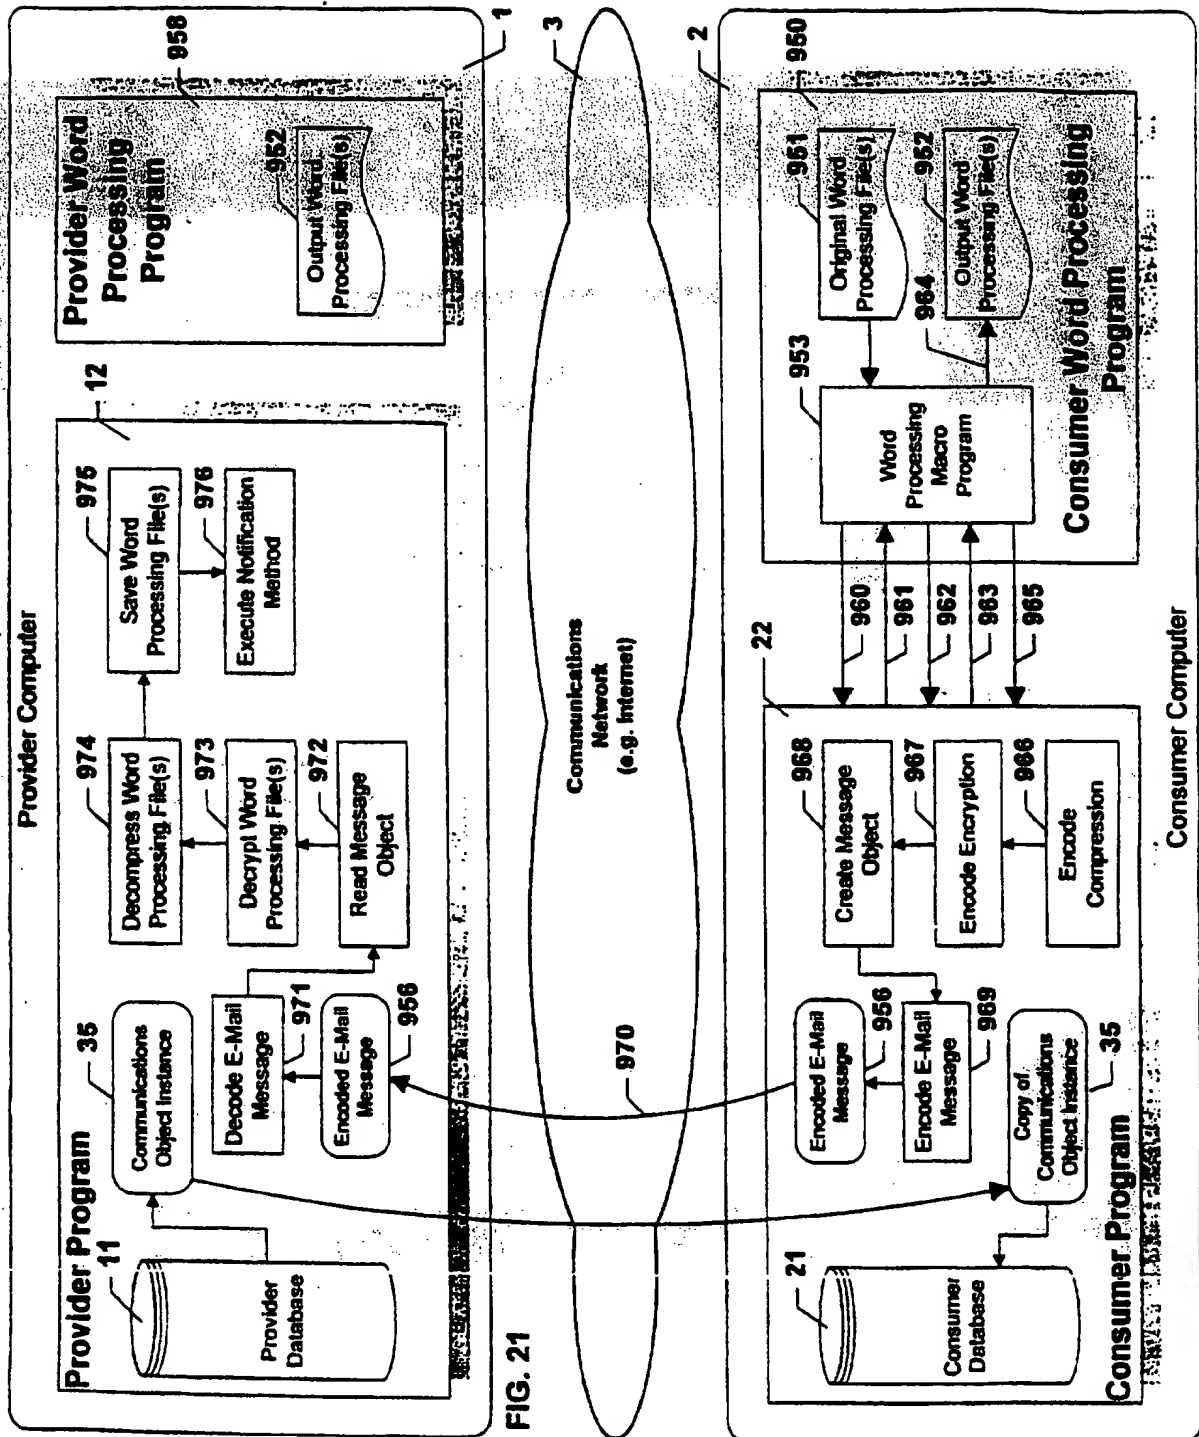 Provider Computer
Provider Program
11
Provider
Database
35
Communications
Object Instance
Decode E-Mail
Message
971
Encoded E-Mail
Message
956
974
Decompress Word
Processing File(s)
973
Decrypt Word
Processing File(s)
972
Read Message
Object
975
Save Word
Processing File(s)
976
Execute Notification
Method
12
Provider Word
Processing
Program
958
952
Output Word
Processing File(s)
1
FIG. 21
Communications
Network
(e.g. Internet)
3
970
2
21
Consumer
Database
Consumer Program
Encoded E-Mail
Message
956
Encode E-Mail
Message
969
Copy of
Communications
Object Instance
35
968
Create Message
Object
967
Encode Encryption
966
Encode
Compression
22
960
961
962
963
965
953
Word
Processing
Macro
Program
964
950
951
Original Word
Processing File(s)
952
Output Word
Processing File(s)
Consumer Word Processing
Program
Consumer Computer